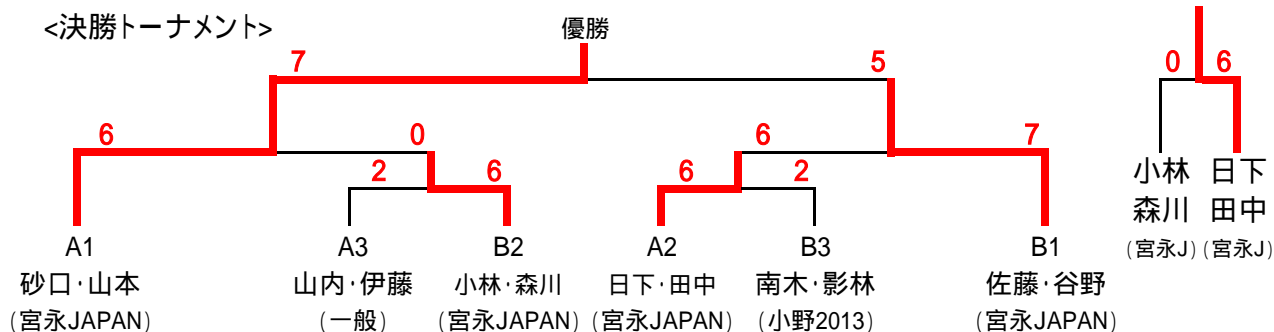 <決勝トーナメント>
優勝
7
5
0 6
6
0
6
7
2
6
6
2
小林 日下
森川 田中
(宮永J) (宮永J)
A1
A3
B2
A2
B3
B1
砂口・山本
山内・伊藤
小林・森川
日下・田中
南木・影林
佐藤・谷野
(宮永JAPAN)
(一般)
(宮永JAPAN)
(宮永JAPAN)
(小野2013)
(宮永JAPAN)